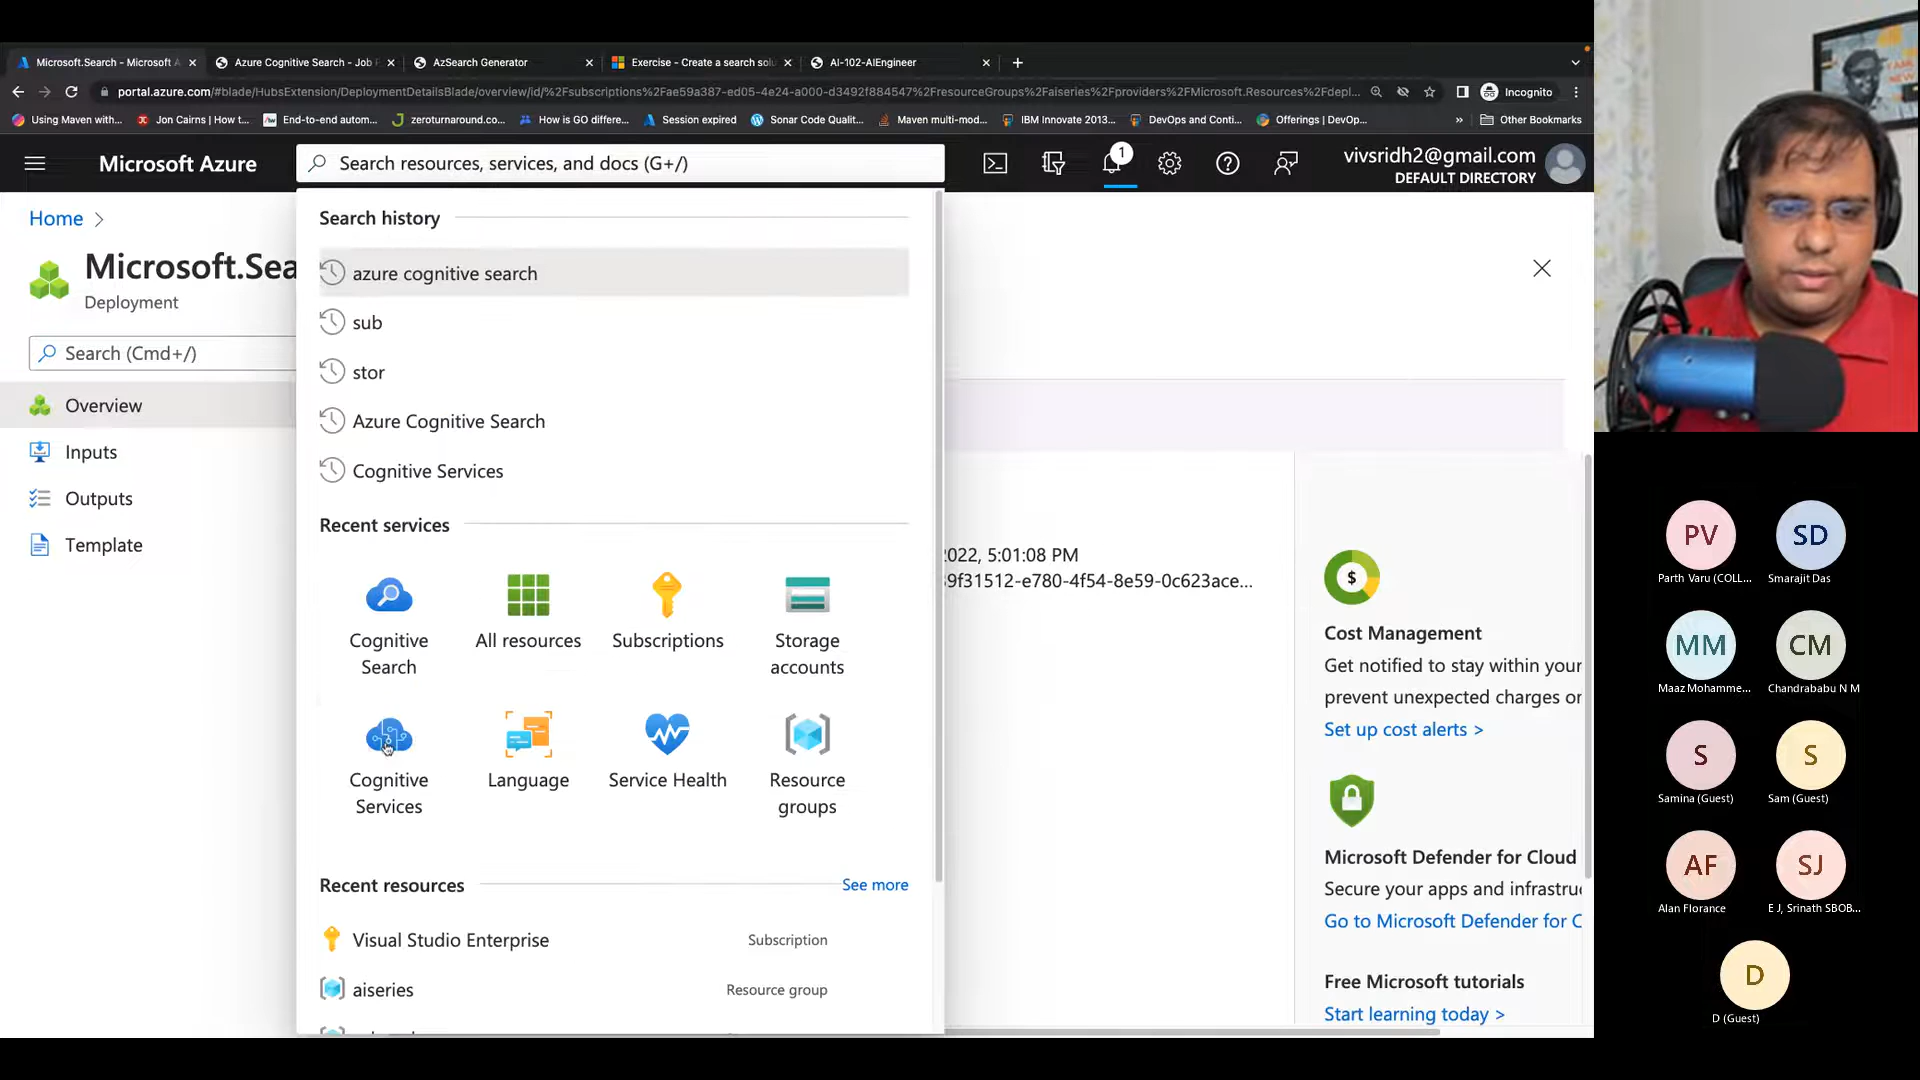 Microsoft.Search - Microsoft A
Azure Cognitive Search - Job F
AzSearch Generator
Exercise - Create a search solu
AI-102-AIEngineer
portal.azure.com/#blade/HubsExtension/DeploymentDetailsBlade/overview/id/%2Fsubscriptions%2Fae59a387-ed05-4e24-a000-d3492f884547%2FresourceGroups%2Faiseries%2Fproviders%2FMicrosoft.Resources%2Fdepl...
Incognito
Using Maven with...
Jon Cairns | How t...
End-to-end autom...
zeroturnaround.co...
How is GO differe...
Session expired
Sonar Code Qualit...
Maven multi-mod...
IBM Innovate 2013...
DevOps and Conti...
Offerings | DevOp...
»
Other Bookmarks
Microsoft Azure
Search resources, services, and docs (G+/)
1
vivsridh2@gmail.com
DEFAULT DIRECTORY
Home
Microsoft.Sea
Deployment
Search (Cmd+/)
Overview
Inputs
Outputs
Template
Search history
azure cognitive search
sub
stor
Azure Cognitive Search
Cognitive Services
Recent services
Cognitive
Search
All resources
Subscriptions
Storage
accounts
Cognitive
Services
Language
Service Health
Resource
groups
Recent resources
See more
Visual Studio Enterprise
Subscription
aiseries
Resource group
2022, 5:01:08 PM
39f31512-e780-4f54-8e59-0c623ace...
$
Cost Management
Get notified to stay within your
prevent unexpected charges or
Set up cost alerts >
Microsoft Defender for Cloud
Secure your apps and infrastru
Go to Microsoft Defender for C
Free Microsoft tutorials
Start learning today >
PV
Parth Varu (COLL...
SD
Smarajit Das
MM
Maaz Mohamme...
CM
Chandrababu N M
S
Samina (Guest)
S
Sam (Guest)
AF
Alan Florance
SJ
E J, Srinath SBOB...
D
D (Guest)